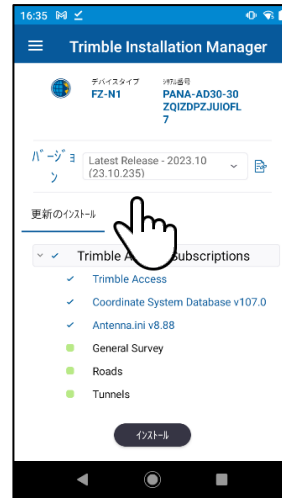 16:35
Trimble Installation Manager
デバイスタイプ
FZ-N1
ｼﾘｱﾙ番号
PANA-AD30-30
ZQIZDPZJUIOFL
7
バージョ
ン
Latest Release - 2023.10
(23.10.235)
更新のｲﾝｽﾄｰﾙ
Trimble Subscriptions
Trimble Access
Coordinate System Database v107.0
Antenna.ini v8.88
General Survey
Roads
Tunnels
ｲﾝｽﾄｰﾙ